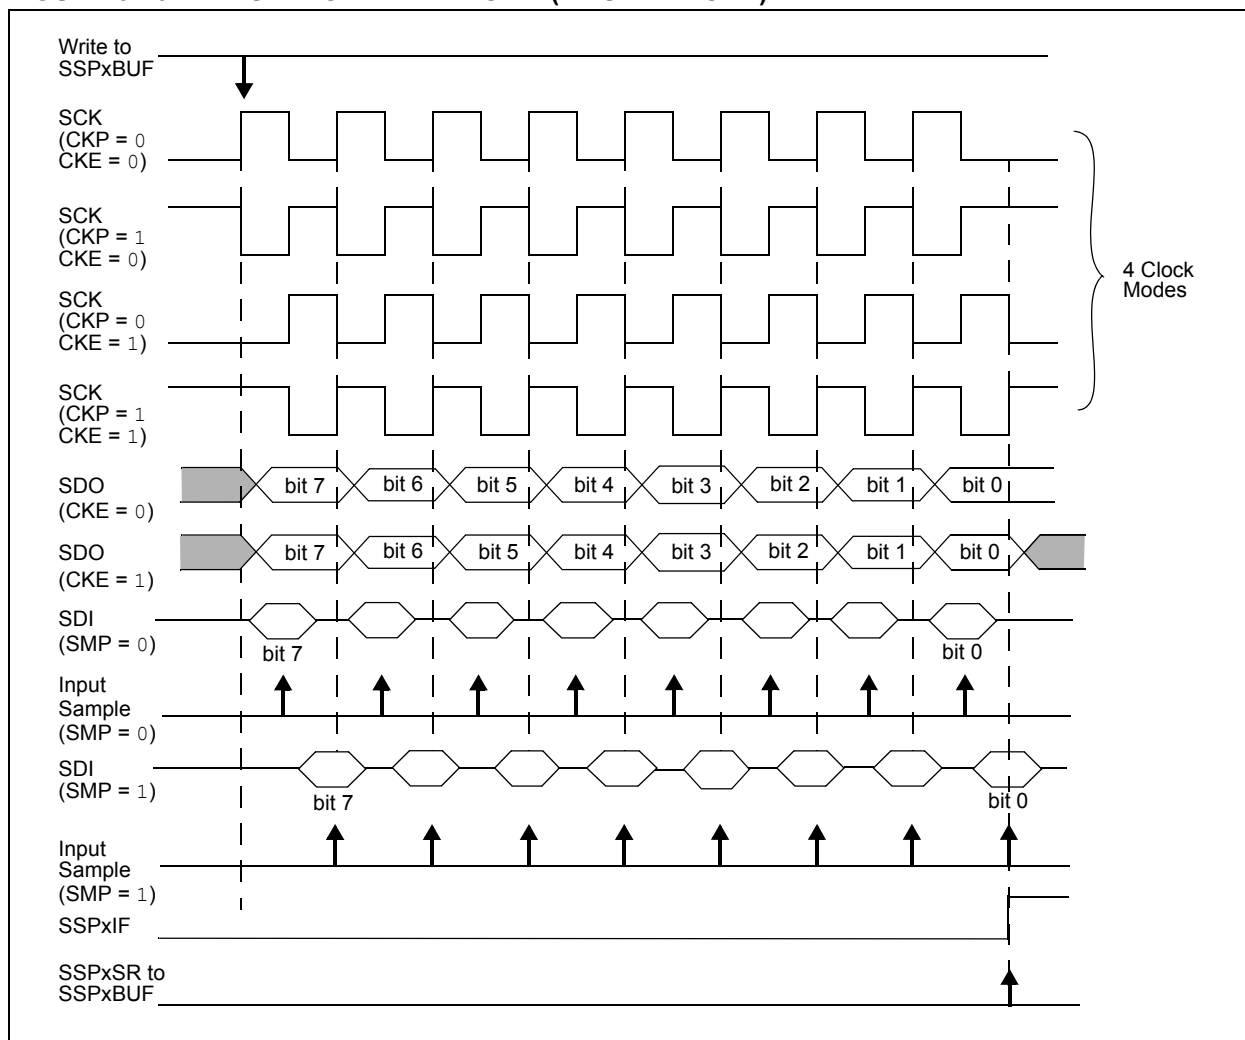 Write to
SSPxBUF
SCK
(CKP = 0
CKE = 0)
SCK
(CKP = 1
CKE = 0)
4 Clock
Modes
SCK
(CKP = 0
CKE = 1)
SCK
(CKP = 1
CKE = 1)
SDO
(CKE = 0)
bit 7 bit 6 bit 5 bit 4 bit 3 bit 2 bit 1 bit 0
SDO
(CKE = 1)
bit 7 bit 6 bit 5 bit 4 bit 3 bit 2 bit 1 bit 0
SDI
(SMP = 0)
bit 7 bit 0
Input
Sample
(SMP = 0)
SDI
(SMP = 1)
bit 7 bit 0
Input
Sample
(SMP = 1)
SSPxIF
SSPxSR to
SSPxBUF